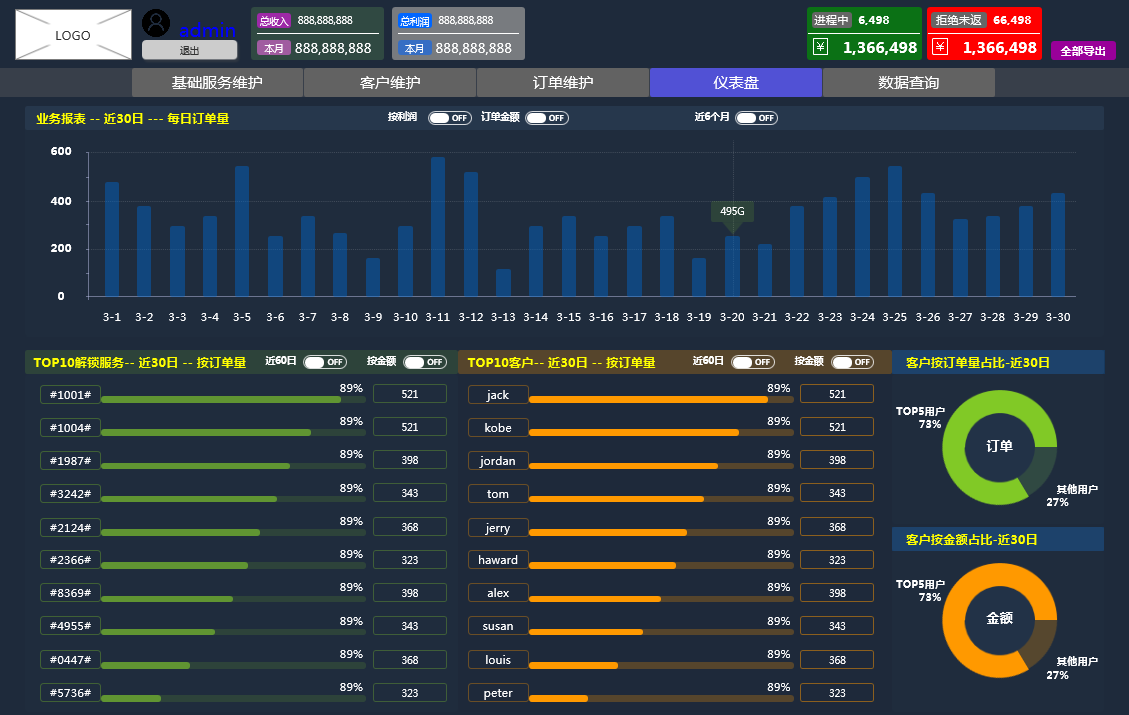 LOGO
admin
退出
总收入 888,888,888
本月 888,888,888
总利润 888,888,888
本月 888,888,888
进程中 6,498
¥ 1,366,498
拒绝未返 66,498
¥ 1,366,498
全部导出
基础服务维护 客户维护 订单维护 仪表盘 数据查询
业务报表 -- 近30日 --- 每日订单量 按利润 OFF 订单金额 OFF 近6个月 OFF
600
400
200
0
495G
3-1 3-2 3-3 3-4 3-5 3-6 3-7 3-8 3-9 3-10 3-11 3-12 3-13 3-14 3-15 3-16 3-17 3-18 3-19 3-20 3-21 3-22 3-23 3-24 3-25 3-26 3-27 3-28 3-29 3-30
TOP10解锁服务-- 近30日 -- 按订单量 近60日 OFF 按金额 OFF
#1001# 89% 521
#1004# 89% 521
#1987# 89% 398
#3242# 89% 343
#2124# 89% 368
#2366# 89% 323
#8369# 89% 398
#4955# 89% 343
#0447# 89% 368
#5736# 89% 323
TOP10客户-- 近30日 -- 按订单量 近60日 OFF 按金额 OFF
jack 89% 521
kobe 89% 521
jordan 89% 398
tom 89% 343
jerry 89% 368
haward 89% 323
alex 89% 398
susan 89% 343
louis 89% 368
peter 89% 323
客户按订单量占比-近30日
TOP5用户
73%
订单
其他用户
27%
客户按金额占比-近30日
TOP5用户
73%
金额
其他用户
27%